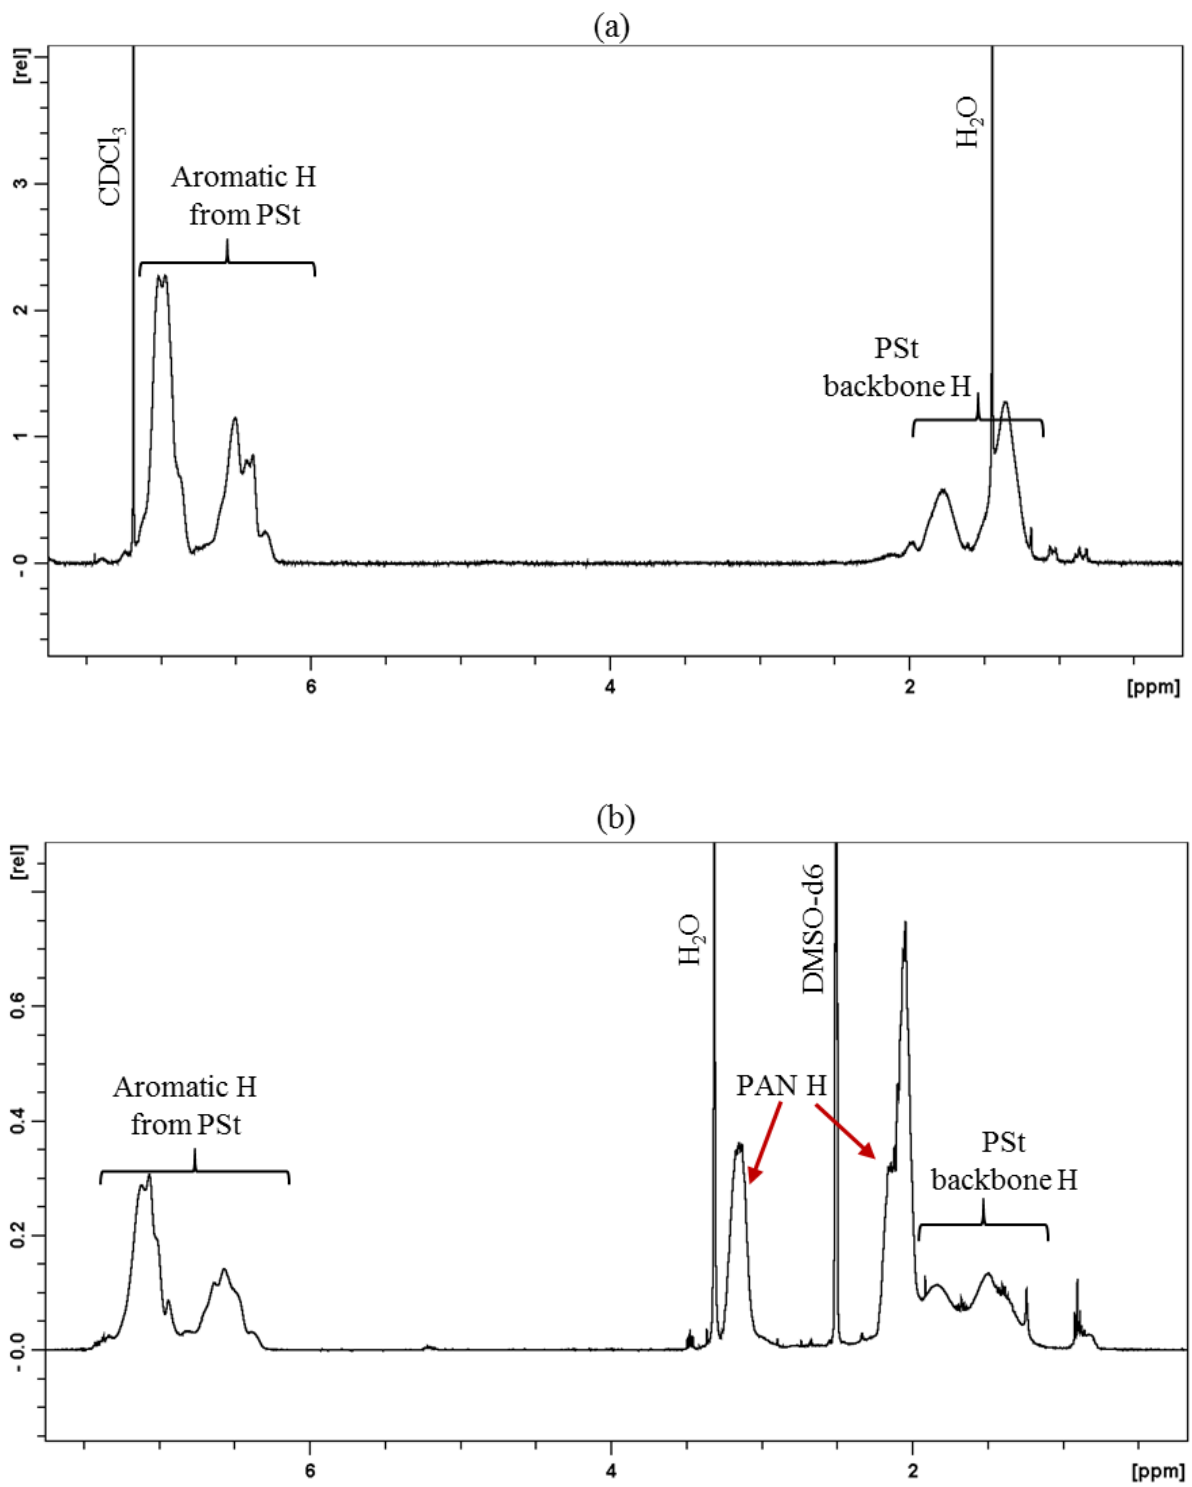 (a)
[rel]
CDCl3
H2O
Aromatic H
from PSt
PSt
backbone H
3
2
1
- 0
6
4
2
[ppm]
(b)
[rel]
H2O
DMSO-d6
Aromatic H
from PSt
PAN H
PSt
backbone H
0.6
0.4
0.2
- 0.0
6
4
2
[ppm]